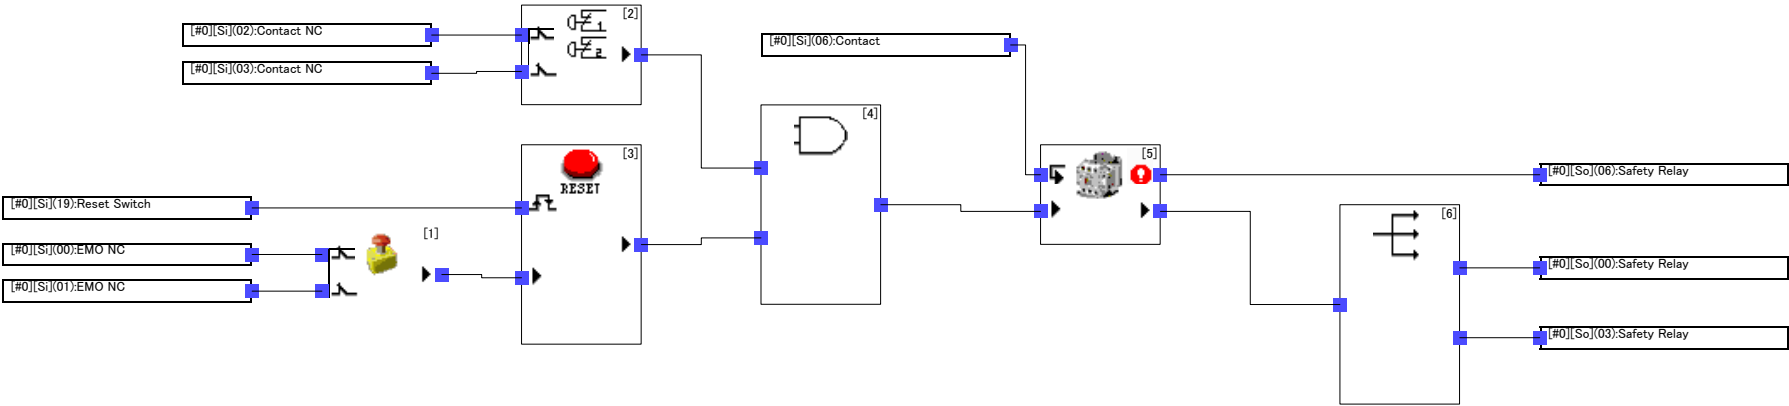 [#0][Si](02):Contact NC
[#0][Si](03):Contact NC
[2]
1
2
[#0][Si](06):Contact
[4]
[3]
RESET
[5]
[#0][So](06):Safety Relay
[#0][Si](19):Reset Switch
[#0][Si](00):EMO NC
[#0][Si](01):EMO NC
[1]
[6]
[#0][So](00):Safety Relay
[#0][So](03):Safety Relay